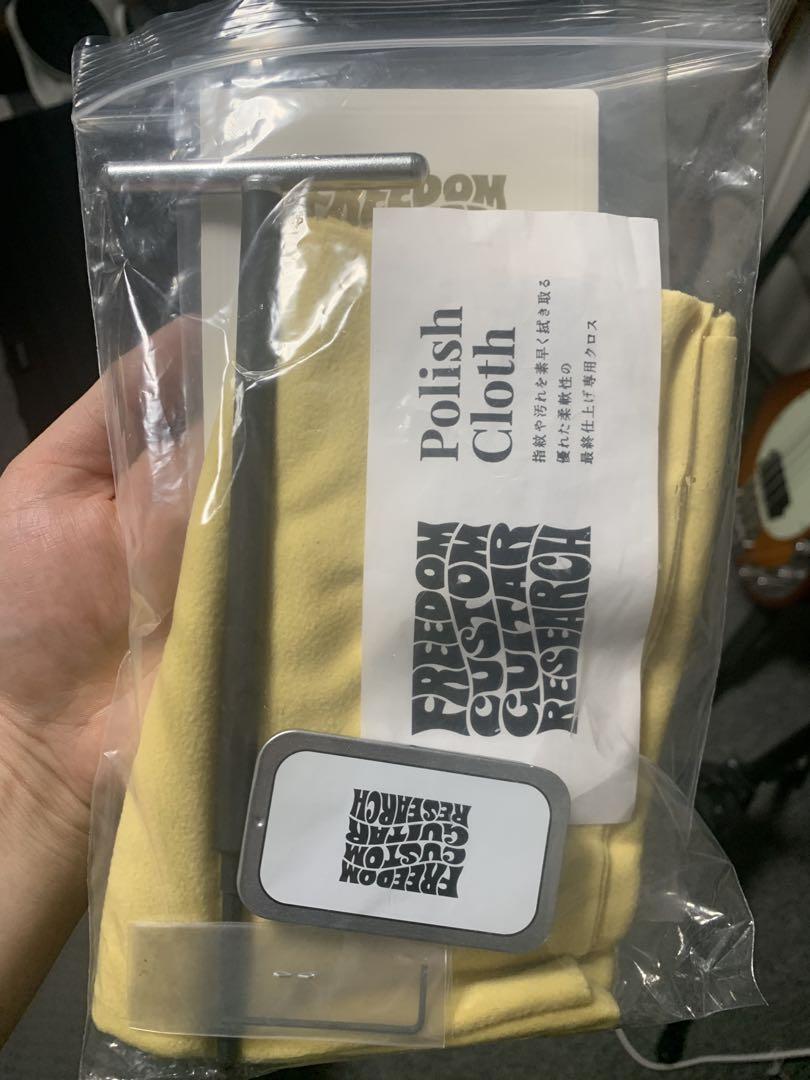 FREEDOM
Polish
Cloth
指紋や汚れを素早く拭き取る
優れた柔軟性の
最終仕上げ専用クロス
FREEDOM
CUSTOM
GUITAR
RESEARCH
FREEDOM
CUSTOM
GUITAR
RESEARCH